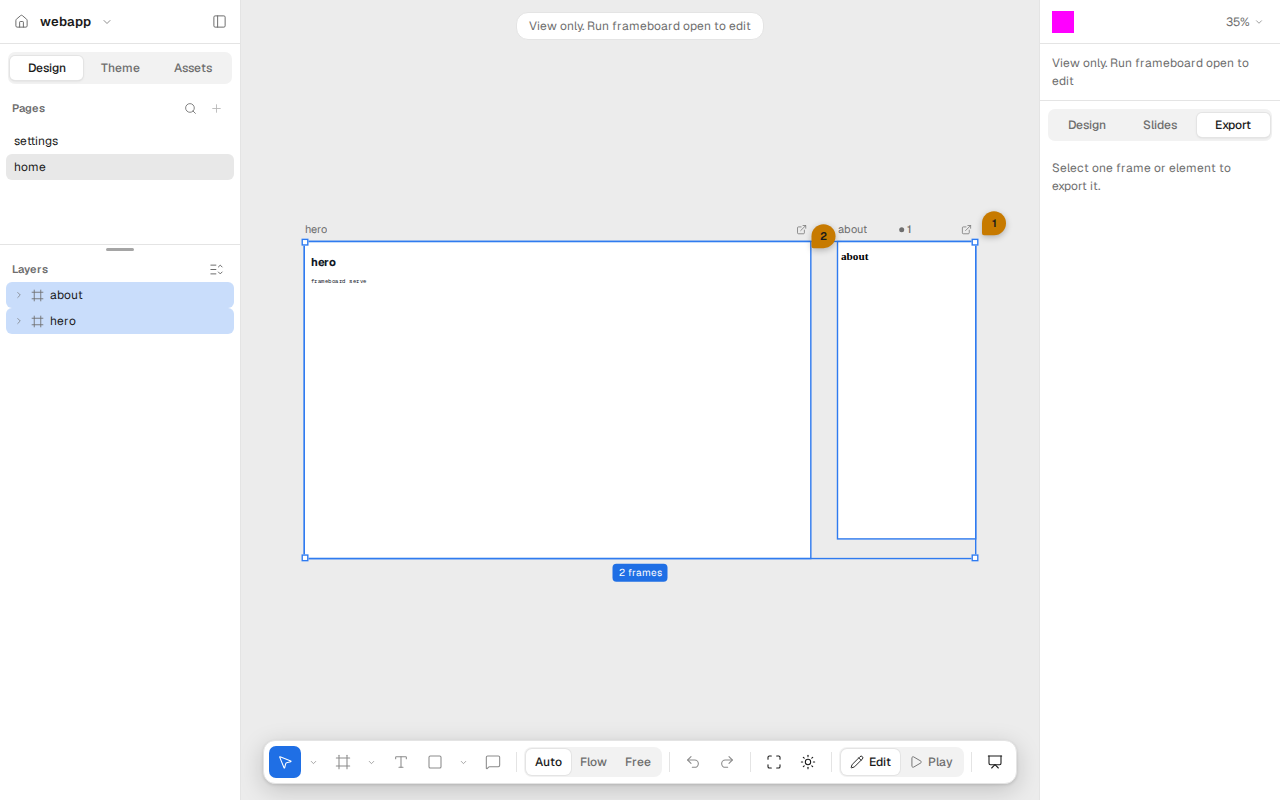 webapp
Design Theme Assets
Pages
settings
home
Layers
about
hero
View only. Run frameboard open to edit
hero
2
about
1
1
hero
frameboard serve
about
2 frames
Auto Flow Free
Edit Play
35%
View only. Run frameboard open to
edit
Design Slides Export
Select one frame or element to
export it.